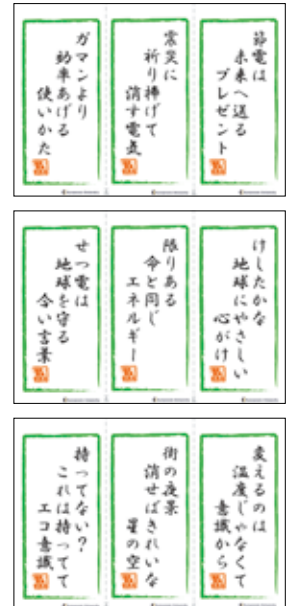 節電は
未来へ送る
プレゼント
震災に
祈り捧げて
消す電気
ガマンより
効率あげる
使いかた
けしたかな
地球にやさしい
心がけ
限りある
命と同じ
エネルギー
せつ電は
地球を守る
合い言葉
変えるのは
温度じゃなくて
意識から
街の夜景
消せばきれいな
星の空
持ってない？
これは持ってて
エコ意識